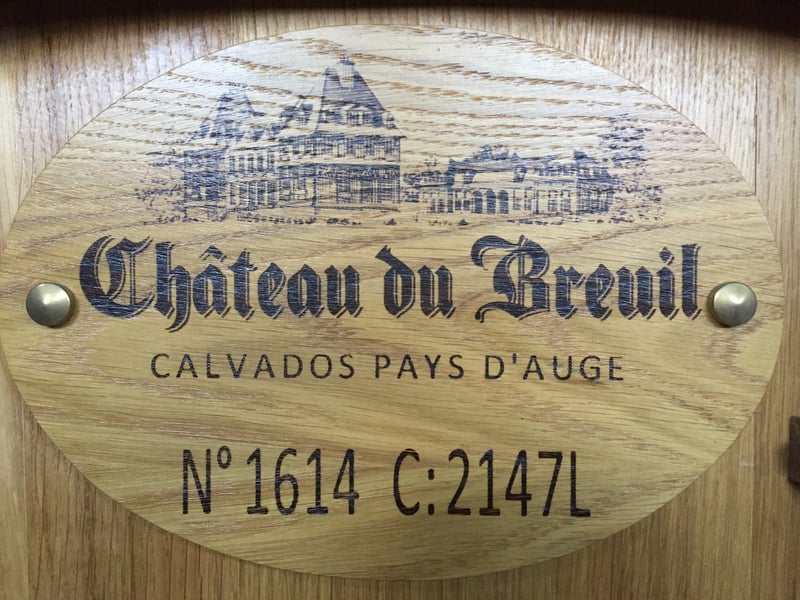 Château du Breuil
CALVADOS PAYS D'AUGE
N° 1614 C:2147L